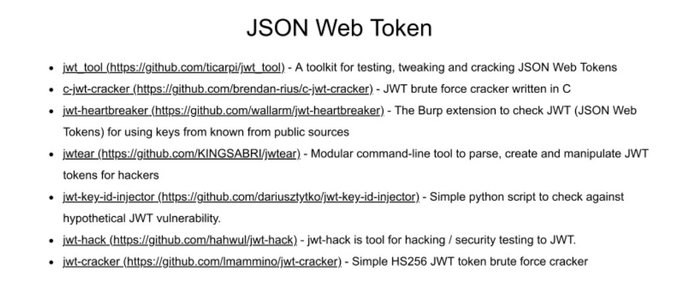 JSON Web Token
• jwt_tool (https://github.com/ticarpi/jwt_tool) - A toolkit for testing, tweaking and cracking JSON Web Tokens
• c-jwt-cracker (https://github.com/brendan-rius/c-jwt-cracker) - JWT brute force cracker written in C
• jwt-heartbreaker (https://github.com/wallarm/jwt-heartbreaker) - The Burp extension to check JWT (JSON Web
Tokens) for using keys from known from public sources
• jwtear (https://github.com/KINGSABRI/jwtear) - Modular command-line tool to parse, create and manipulate JWT
tokens for hackers
• jwt-key-id-injector (https://github.com/dariusztytko/jwt-key-id-injector) - Simple python script to check against
hypothetical JWT vulnerability.
• jwt-hack (https://github.com/hahwul/jwt-hack) - jwt-hack is tool for hacking / security testing to JWT.
• jwt-cracker (https://github.com/lmammino/jwt-cracker) - Simple HS256 JWT token brute force cracker